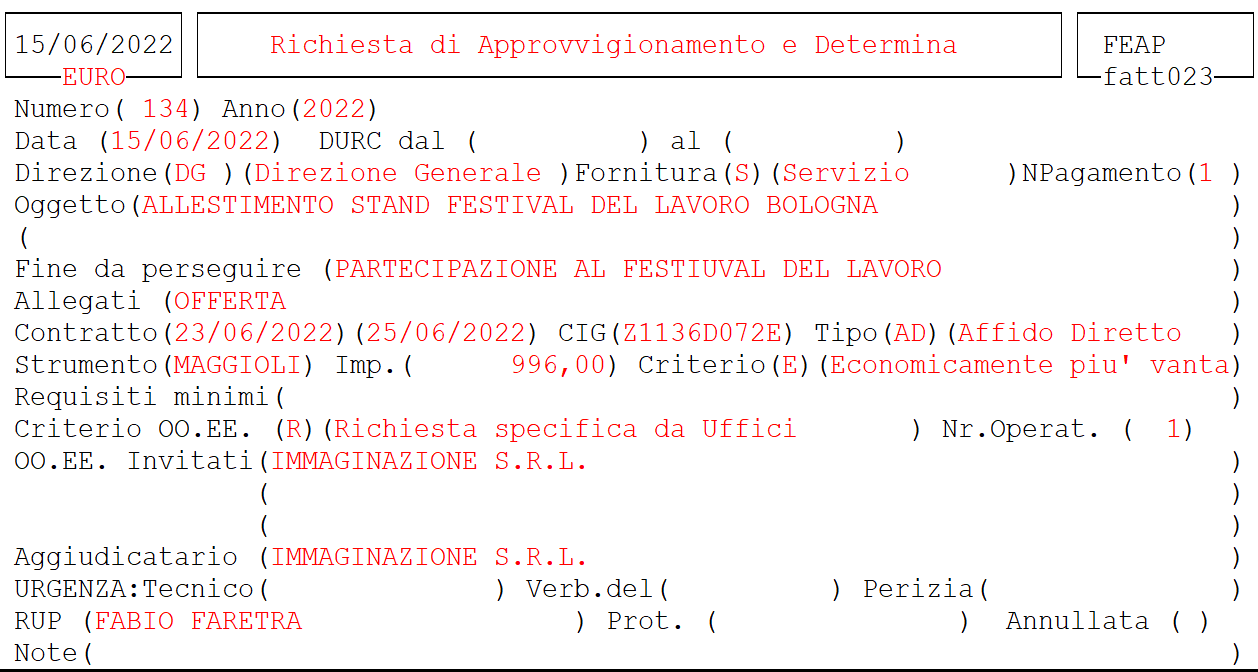 15/06/2022 Richiesta di Approvvigionamento e Determina FEAP
EURO fatt023
Numero( 134) Anno(2022)
Data (15/06/2022) DURC dal ( ) al ( )
Direzione(DG )(Direzione Generale )Fornitura(S)(Servizio )NPagamento(1 )
Oggetto(ALLESTIMENTO STAND FESTIVAL DEL LAVORO BOLOGNA )
( )
Fine da perseguire (PARTECIPAZIONE AL FESTIUVAL DEL LAVORO )
Allegati (OFFERTA )
Contratto(23/06/2022)(25/06/2022) CIG(Z1136D072E) Tipo(AD)(Affido Diretto )
Strumento(MAGGIOLI) Imp.( 996,00) Criterio(E)(Economicamente piu' vanta)
Requisiti minimi( )
Criterio OO.EE. (R)(Richiesta specifica da Uffici ) Nr.Operat. ( 1)
OO.EE. Invitati(IMMAGINAZIONE S.R.L. )
( )
( )
Aggiudicatario (IMMAGINAZIONE S.R.L. )
URGENZA:Tecnico( ) Verb.del( ) Perizia( )
RUP (FABIO FARETRA ) Prot. ( ) Annullata ( )
Note( )